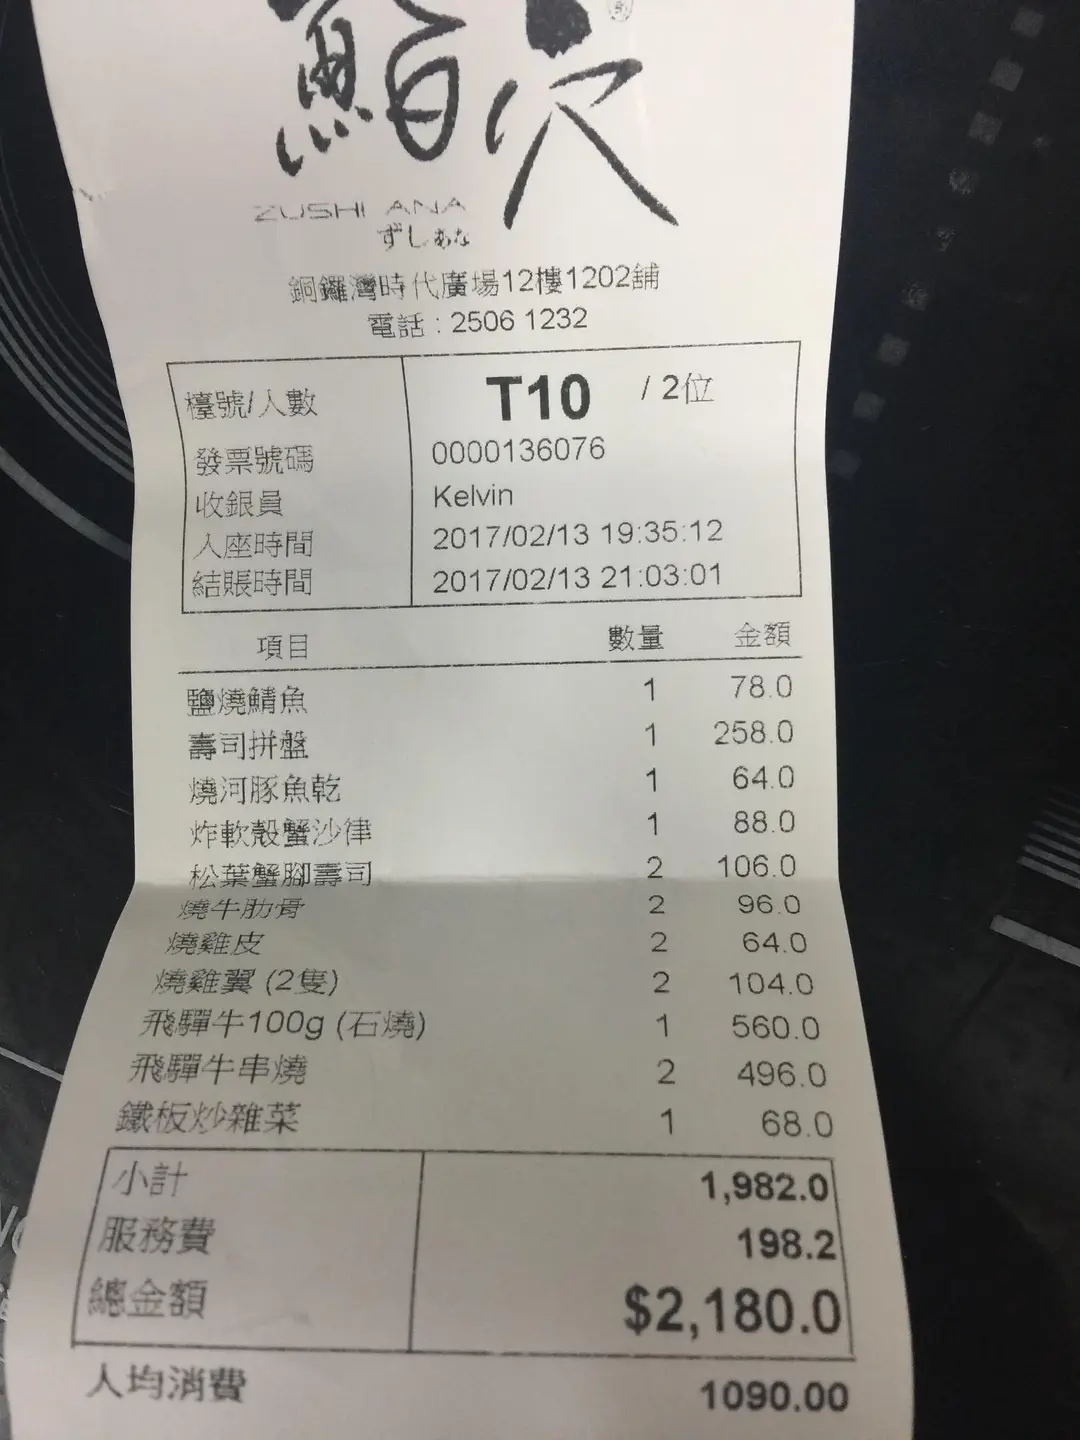 鮨穴
ZUSHI ANA
ずしあな
銅鑼灣時代廣場12樓1202舖
電話 : 2506 1232
檯號/人數 T10 / 2位
發票號碼 0000136076
收銀員 Kelvin
入座時間 2017/02/13 19:35:12
結賬時間 2017/02/13 21:03:01
項目 數量 金額
鹽燒鯖魚 1 78.0
壽司拼盤 1 258.0
燒河豚魚乾 1 64.0
炸軟殼蟹沙律 1 88.0
松葉蟹腳壽司 2 106.0
燒牛肋骨 2 96.0
燒雞皮 2 64.0
燒雞翼 (2隻) 2 104.0
飛驒牛100g (石燒) 1 560.0
飛驒牛串燒 2 496.0
鐵板炒雜菜 1 68.0
小計 1,982.0
服務費 198.2
總金額 $2,180.0
人均消費 1090.00